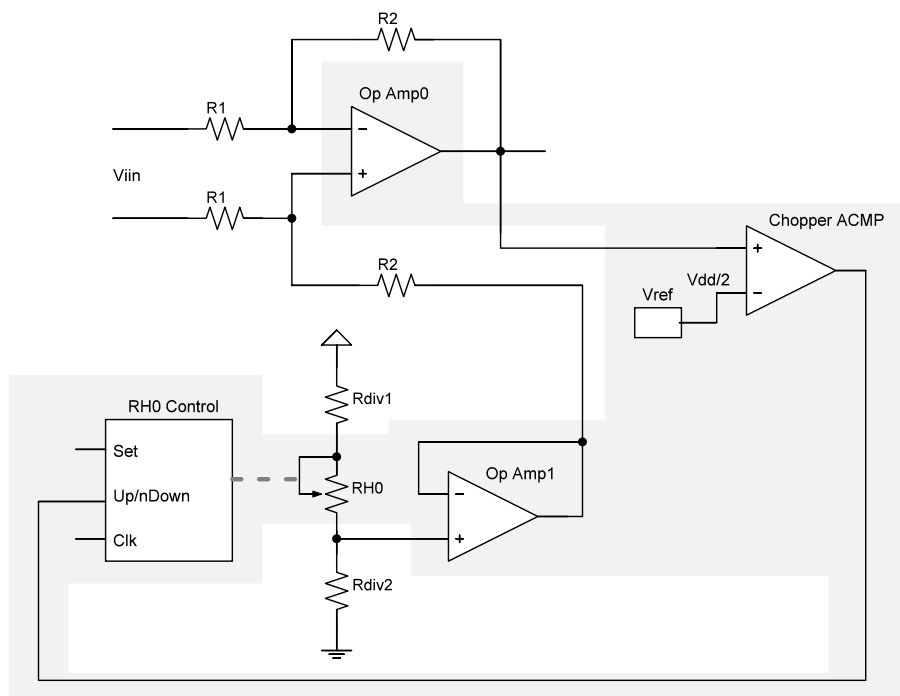 R2
Op Amp0
R1
−
+
Viin
R1
Chopper ACMP
+
R2
Vdd/2
Vref
−
Rdiv1
RH0 Control
Set
Op Amp1
RH0
−
Up/nDown
Clk
+
Rdiv2